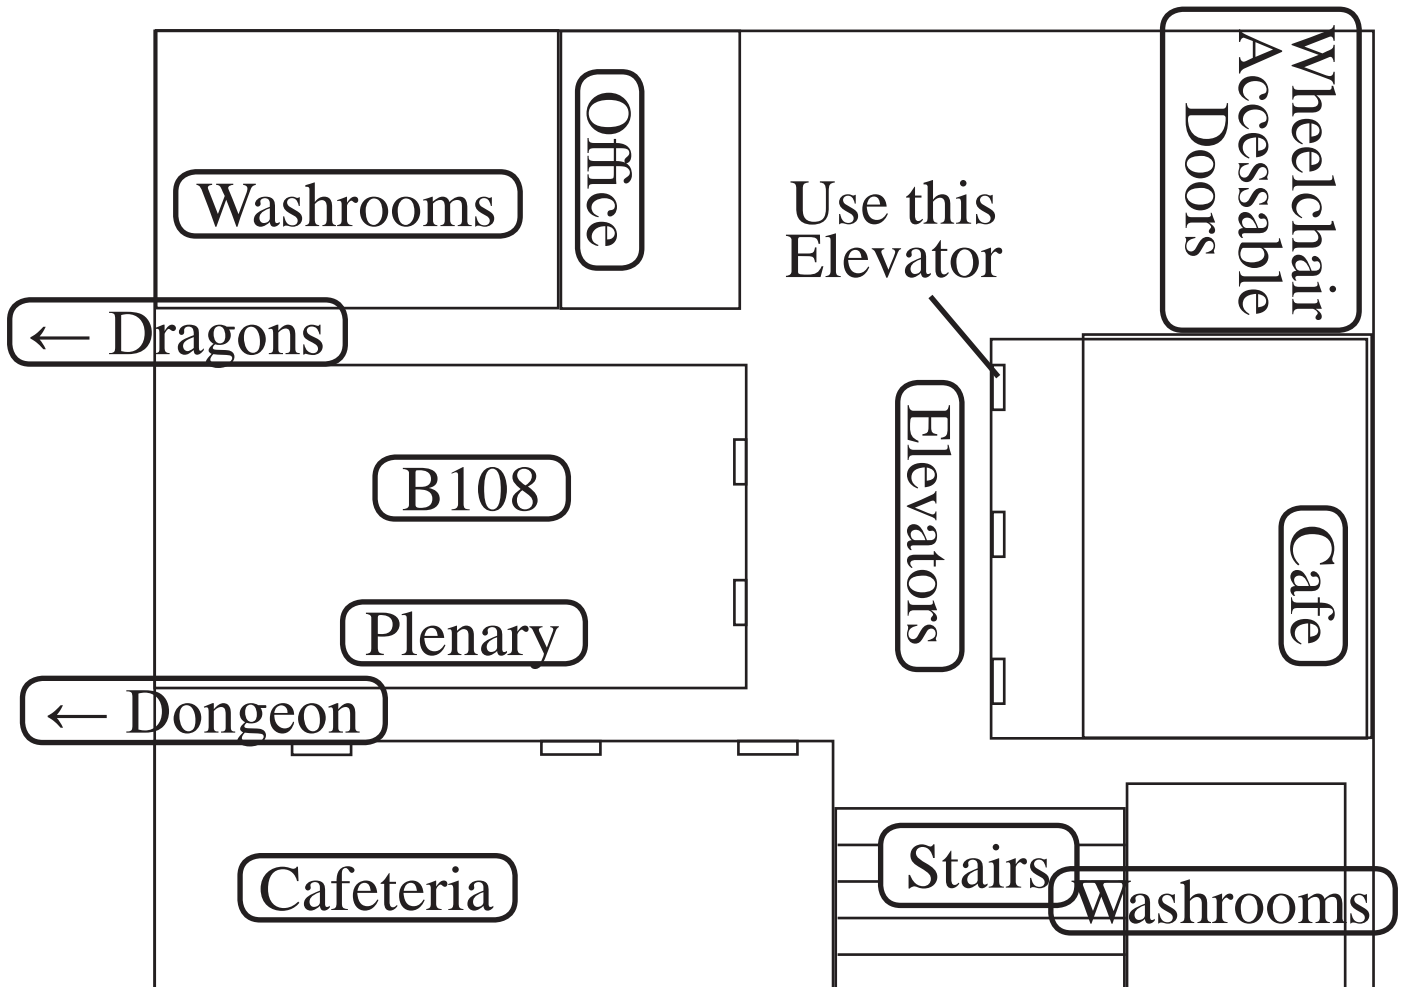 Wheelchair
Accessable
Doors
Office
Washrooms
Use this
Elevator
← Dragons
Elevators
B108
Cafe
Plenary
← Dongeon
Stairs
Cafeteria
Washrooms